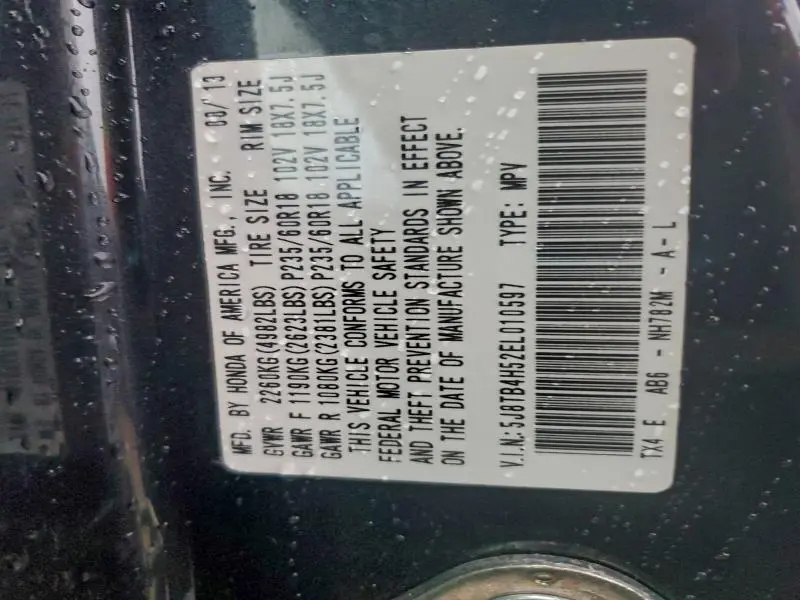 MFD. BY HONDA OF AMERICA MFG., INC. 08/13
GVWR 2260KG(4982LBS) TIRE SIZE RIM SIZE
GAWR F 1190KG(2623LBS) P235/60R18 102V 18X7.5J
GAWR R 1080KG(2381LBS) P235/60R18 102V 18X7.5J
THIS VEHICLE CONFORMS TO ALL APPLICABLE
FEDERAL MOTOR VEHICLE SAFETY
AND THEFT PREVENTION STANDARDS IN EFFECT
ON THE DATE OF MANUFACTURE SHOWN ABOVE.
V.I.N.: 5J8TB4H52EL010597 TYPE: MPV
TX4 E AB6 - NH782M - A - L